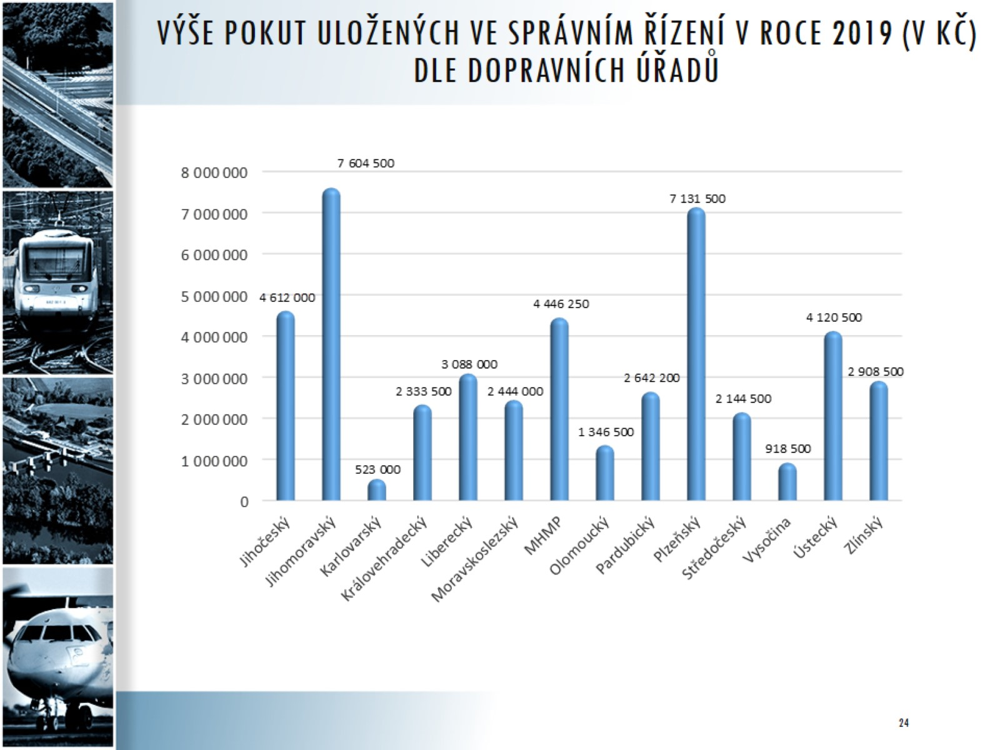 VÝŠE POKUT ULOŽENÝCH VE SPRÁVNÍM ŘÍZENÍ V ROCE 2019 (V KČ)
DLE DOPRAVNÍCH ÚŘADŮ
8 000 000
7 000 000
6 000 000
5 000 000
4 000 000
3 000 000
2 000 000
1 000 000
0
4 612 000
7 604 500
523 000
2 333 500
3 088 000
2 444 000
4 446 250
1 346 500
2 642 200
7 131 500
2 144 500
918 500
4 120 500
2 908 500
Jihočeský
Jihomoravský
Karlovarský
Královehradecký
Liberecký
Moravskoslezský
MHMP
Olomoucký
Pardubický
Plzeňský
Středočeský
Vysočina
Ústecký
Zlínský
24